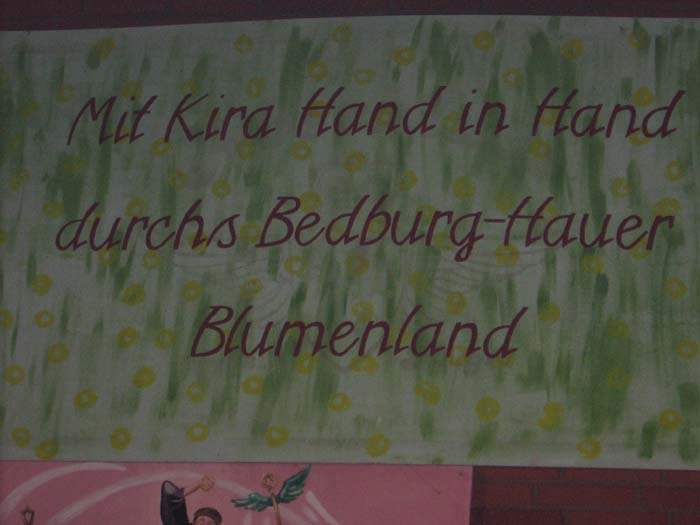 Mit Kira Hand in Hand
durchs Bedburg-Hauer
Blumenland